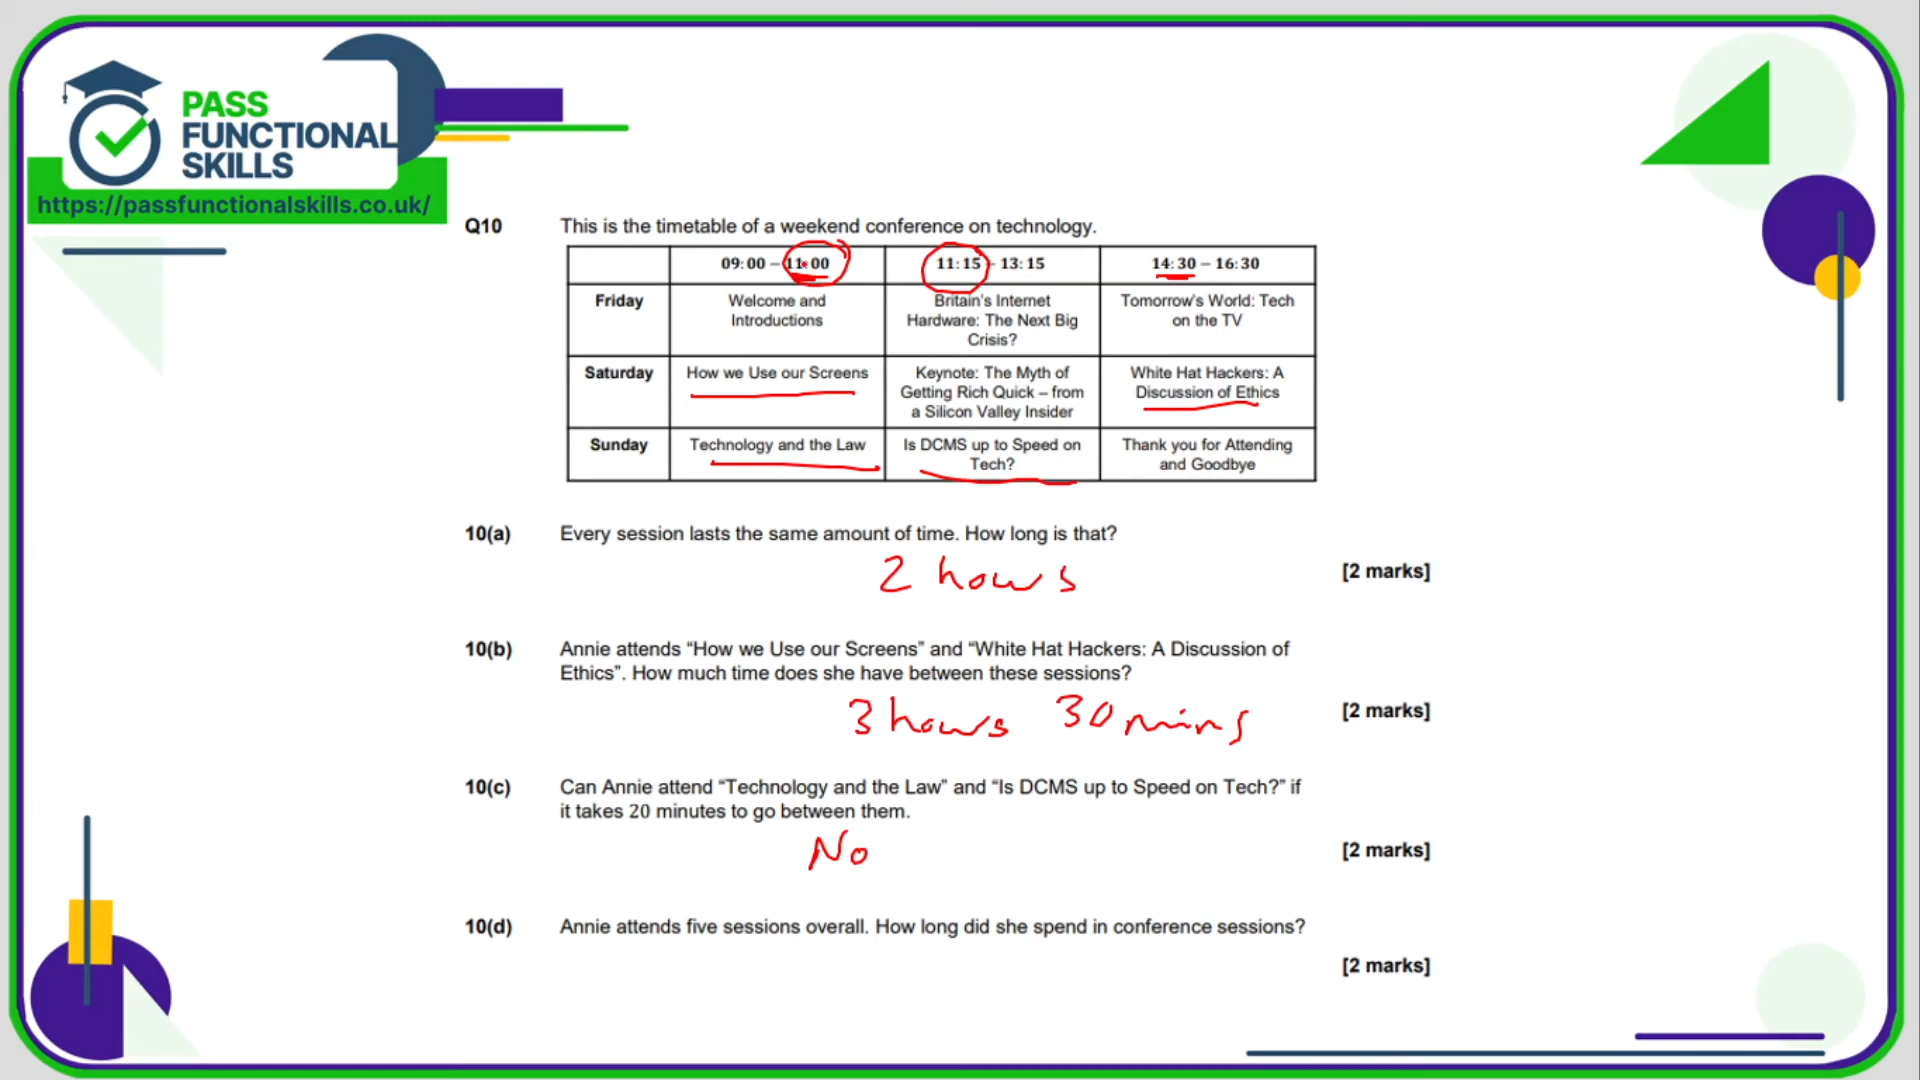 PASS
FUNCTIONAL
SKILLS
https://passfunctionalskills.co.uk/
Q10 This is the timetable of a weekend conference on technology.
09:00 – 11:00 11:15 – 13:15 14:30 – 16:30
Friday Welcome and Introductions Britain's Internet Hardware: The Next Big Crisis? Tomorrow's World: Tech on the TV
Saturday How we Use our Screens Keynote: The Myth of Getting Rich Quick – from a Silicon Valley Insider White Hat Hackers: A Discussion of Ethics
Sunday Technology and the Law Is DCMS up to Speed on Tech? Thank you for Attending and Goodbye
10(a) Every session lasts the same amount of time. How long is that?
2 hours
[2 marks]
10(b) Annie attends “How we Use our Screens” and “White Hat Hackers: A Discussion of
Ethics”. How much time does she have between these sessions?
3 hours 30 mins
[2 marks]
10(c) Can Annie attend “Technology and the Law” and “Is DCMS up to Speed on Tech?” if
it takes 20 minutes to go between them.
No
[2 marks]
10(d) Annie attends five sessions overall. How long did she spend in conference sessions?
[2 marks]